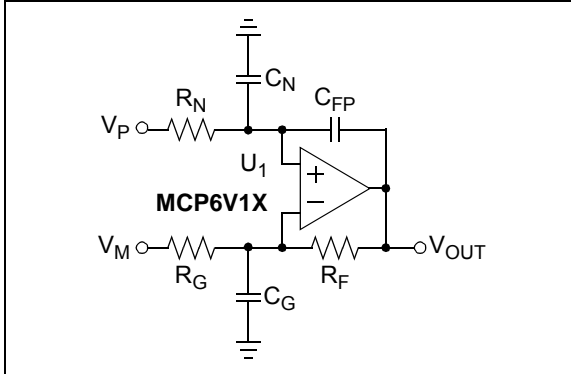 C_N
R_N
C_FP
V_P
U_1
+
MCP6V1X
−
V_M
V_OUT
R_G
R_F
C_G